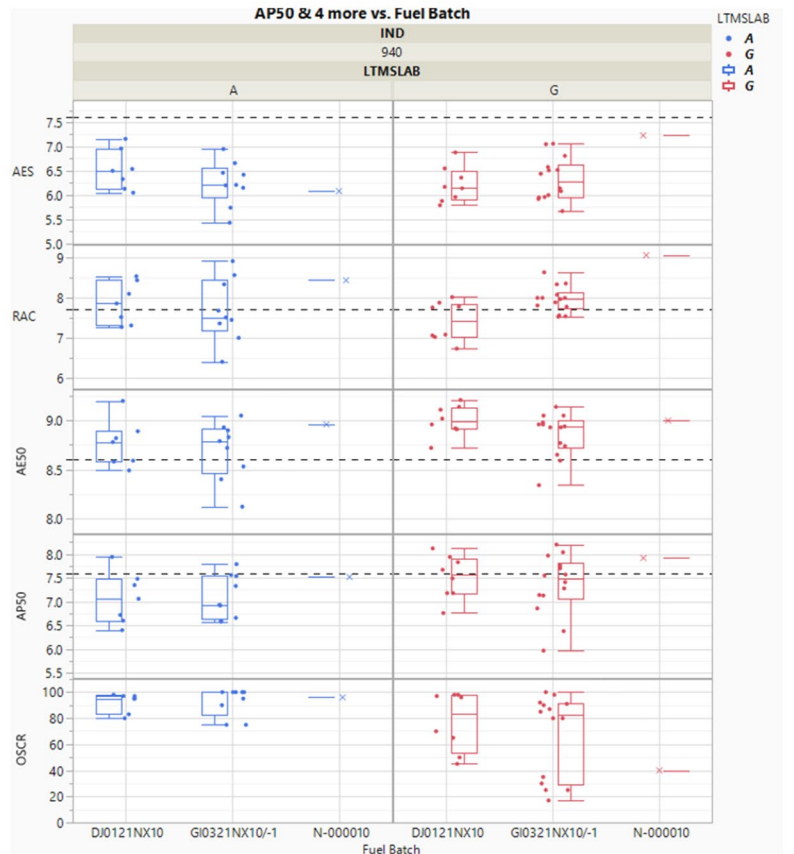 AP50 & 4 more vs. Fuel Batch
IND
940
LTMSLAB
A G
LTMSLAB
A
G
A
G
AES
7.5
7.0
6.5
6.0
5.5
5.0
RAC
9
8
7
6
AE50
9.0
8.5
8.0
AP50
8.0
7.5
7.0
6.5
6.0
5.5
OSCR
100
80
60
40
20
0
DJ0121NX10 GI0321NX10/-1 N-000010 DJ0121NX10 GI0321NX10/-1 N-000010
Fuel Batch